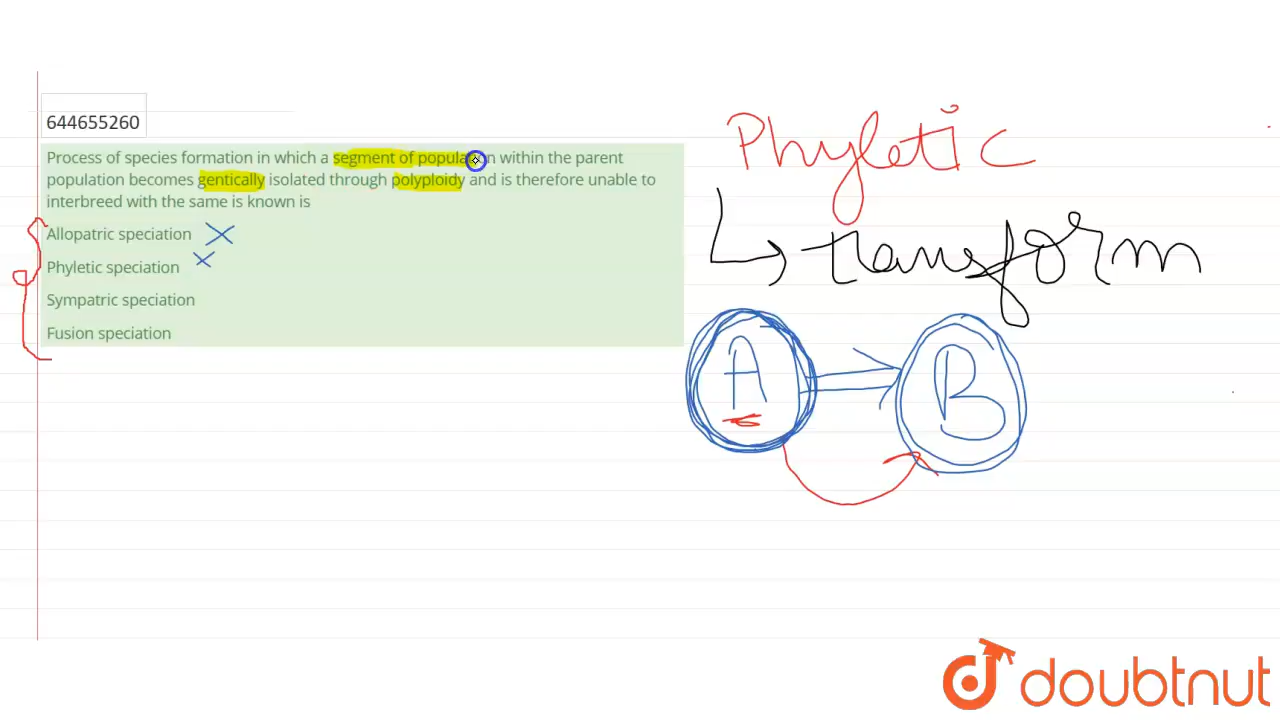 644655260
Process of species formation in which a segment of population within the parent
population becomes gentically isolated through polyploidy and is therefore unable to
interbreed with the same is known is
Allopatric speciation
Phyletic speciation
Sympatric speciation
Fusion speciation
Phyletic
transform
A
B
doubtnut